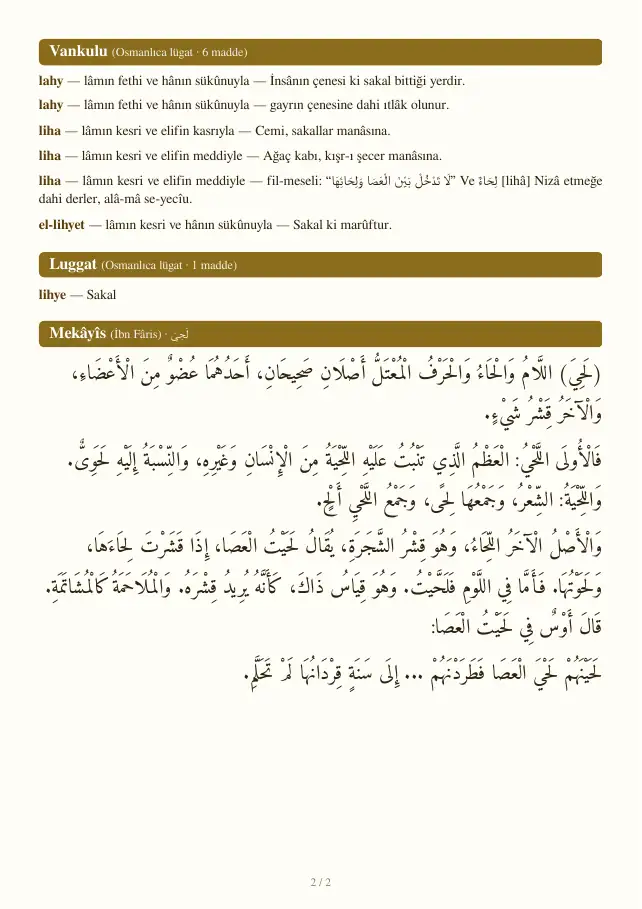 Vankulu (Osmanlıca lügat · 6 madde)
lahy — lâmın fethi ve hânın sükûnuyla — İnsânın çenesi ki sakal bittiği yerdir.
lahy — lâmın fethi ve hânın sükûnuyla — gayrın çenesine dahi ıtlâk olunur.
liha — lâmın kesri ve elifin kasrıyla — Cemi, sakallar manâsına.
liha — lâmın kesri ve elifin meddiyle — Ağaç kabı, kışr-ı şecer manâsına.
liha — lâmın kesri ve elifin meddiyle — fil-meseli: “لَا تَدْخُلْ بَيْنَ الْعَصَا وَلِحَائِهَا” Ve لِحَاءْ [lihâ] Nizâ etmeğe
dahi derler, alâ-mâ se-yecîu.
el-lihyet — lâmın kesri ve hânın sükûnuyla — Sakal ki marûftur.
Luggat (Osmanlıca lügat · 1 madde)
lihye — Sakal
Mekâyîs (İbn Fâris) · لَحِيَ
(لَحِيَ) اللَّامُ وَالْحَاءُ وَالْحَرْفُ الْمُعْتَلُّ أَصْلَانِ صَحِيحَانِ، أَحَدُهُمَا عُضْوٌ مِنَ الْأَعْضَاءِ،
وَالْآخَرُ قِشْرُ شَيْءٍ.
فَالْأُولَى اللَّحْيُ: الْعَظْمُ الَّذِي تَنْبُتُ عَلَيْهِ اللِّحْيَةُ مِنَ الْإِنْسَانِ وَغَيْرِهِ، وَالنِّسْبَةُ إِلَيْهِ لَحَوِيٌّ.
وَاللِّحْيَةُ: الشِّعْرُ، وَجَمْعُهَا لِحًى، وَجَمْعُ اللَّحْيِ أَلْحٍ.
وَالْأَصْلُ الْآخَرُ اللِّحَاءُ، وَهُوَ قِشْرُ الشَّجَرَةِ، يُقَالُ لَحَيْتُ الْعَصَا، إِذَا قَشَرْتَ لِحَاءَهَا،
وَلَحَوْتُهَا. فَأَمَّا فِي اللَّوْمِ فَلَحَّيْتُ. وَهُوَ قِيَاسُ ذَاكَ، كَأَنَّهُ يُرِيدُ قِشْرَهُ. وَالْمُلَاحَمَةُ كَالْمُشَاتَمَةِ.
قَالَ أَوْسٌ فِي لَحَيْتُ الْعَصَا:
لَحَيْنَهُمْ لَحْيَ الْعَصَا فَطَرَدْنَهُمْ ... إِلَى سَنَةٍ قِرْدَانُهَا لَمْ تَحَلَّمِ.
2 / 2